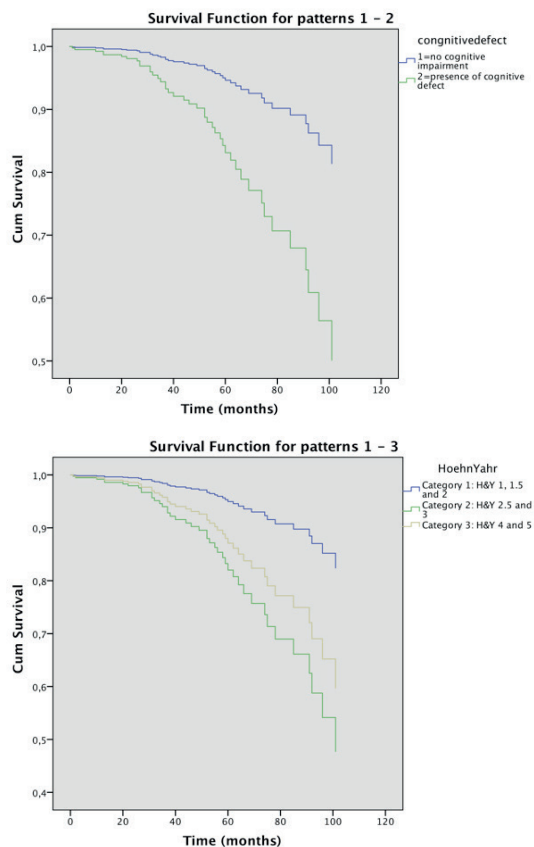 Survival Function for patterns 1 – 2
congnitivedefect
1=no cognitive
impairment
2=presence of cognitive
defect
Cum Survival
1,0
0,9
0,8
0,7
0,6
0,5
0 20 40 60 80 100 120
Time (months)
Survival Function for patterns 1 – 3
HoehnYahr
Category 1: H&Y 1, 1.5
and 2
Category 2: H&Y 2.5 and
3
Category 3: H&Y 4 and 5
Cum Survival
1,0
0,9
0,8
0,7
0,6
0,5
0,4
0 20 40 60 80 100 120
Time (months)